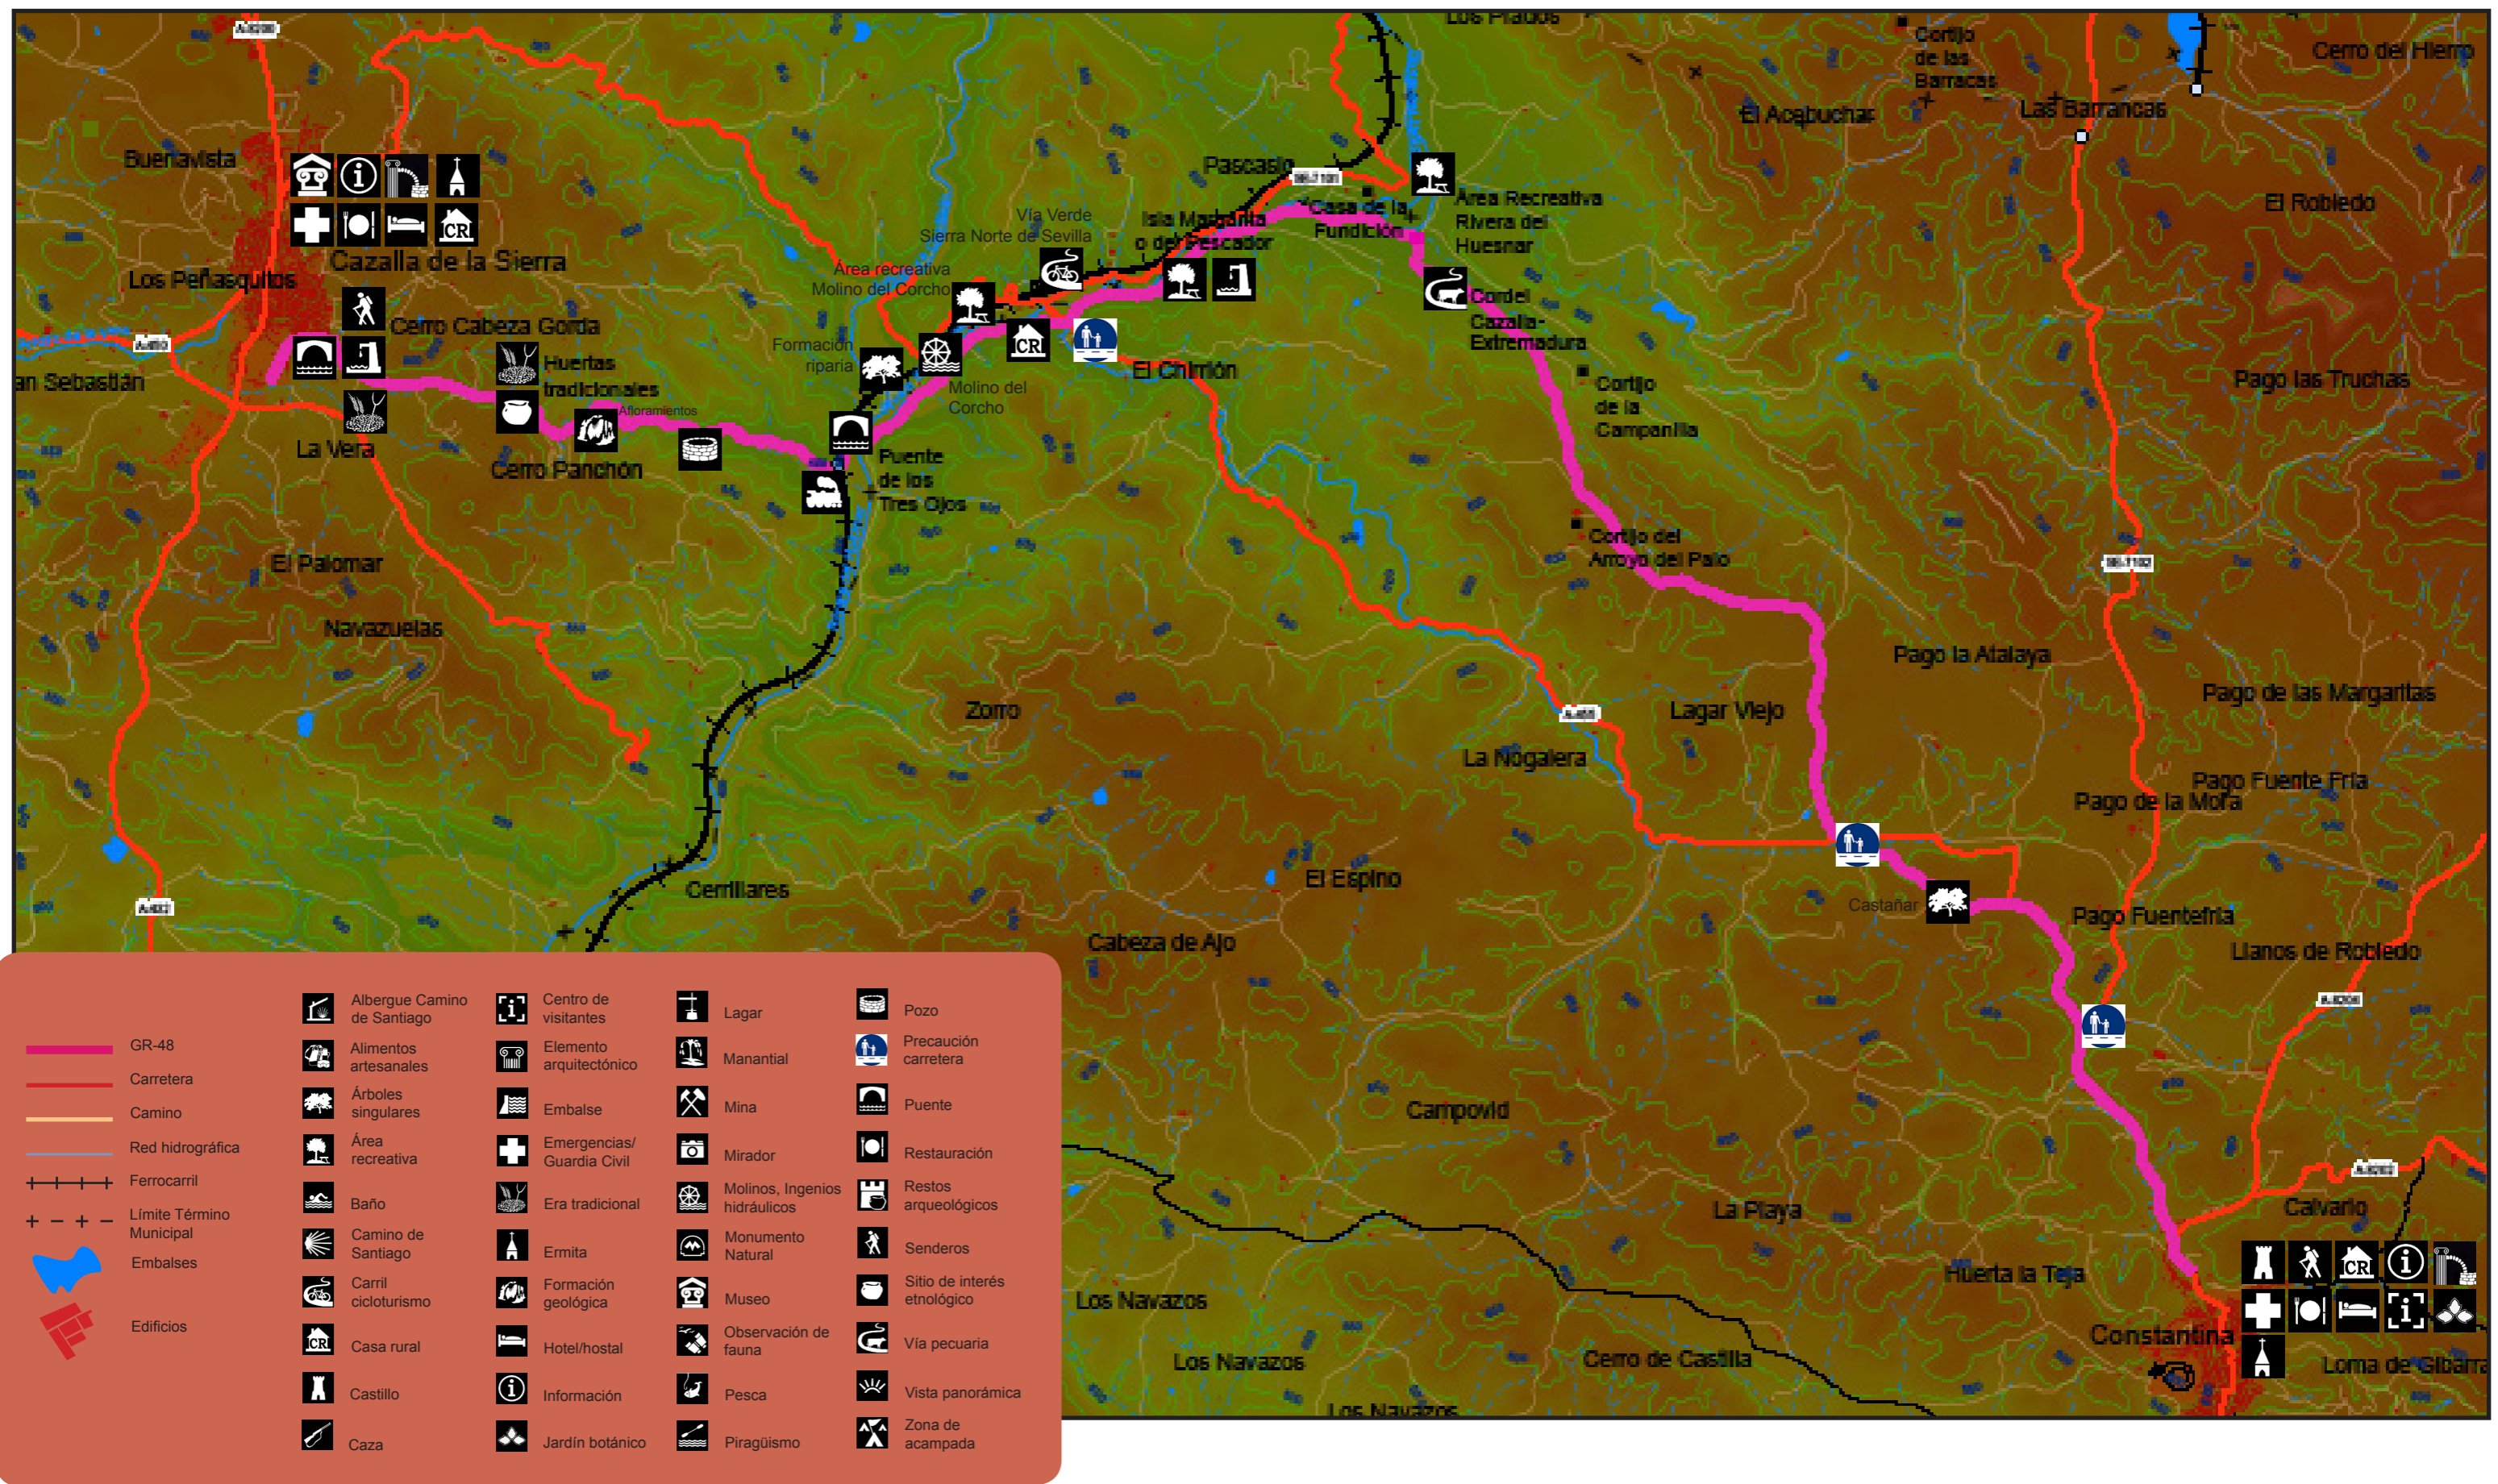 Los Prados
Cortijo
de las
Barracas
Cerro del Hierro
El Acebuchar
Las Barrancas
Buenavista
Pascasio
El Robledo
Área Recreativa
Rivera del
Huesnar
Casa de la
Fundición
Isla Margarita
o del Pescador
Vía Verde
Sierra Norte de Sevilla
Cazalla de la Sierra
Los Peñasquitos
Área recreativa
Molino del Corcho
Cordel
Cazalla-
Extremadura
Cerro Cabeza Gorda
Formación
riparia
El Chirrión
Huertas
tradicionales
an Sebastián
Pago las Truchas
Molino del
Corcho
Cortijo
de la
Campanilla
Afloramientos
La Vera
Cerro Panchón
Puente
de los
Tres Ojos
Cortijo del
Arroyo del Palo
El Palomar
Navazuelas
Pago la Atalaya
Pago de las Margaritas
Zorro
Lagar Viejo
La Nogalera
Pago Fuente Fría
Pago de la Mora
El Espino
Cerrillares
Castañar
Pago Fuentefría
Cabeza de Ajo
Llanos de Robledo
Campovid
La Playa
Calvario
Huerta la Teja
Los Navazos
Constantina
Los Navazos
Cerro de Castilla
Loma de Gibarra
Los Navazos
CR
CR
CR
GR-48
Carretera
Camino
Red hidrográfica
Ferrocarril
Límite Término
Municipal
Embalses
Edificios
Albergue Camino
de Santiago
Alimentos
artesanales
Árboles
singulares
Área
recreativa
Baño
Camino de
Santiago
Carril
cicloturismo
CR
Casa rural
Castillo
Caza
Centro de
visitantes
Elemento
arquitectónico
Embalse
Emergencias/
Guardia Civil
Era tradicional
Ermita
Formación
geológica
Hotel/hostal
Información
Jardín botánico
Lagar
Manantial
Mina
Mirador
Molinos, Ingenios
hidráulicos
Monumento
Natural
Museo
Observación de
fauna
Pesca
Piragüismo
Pozo
Precaución
carretera
Puente
Restauración
Restos
arqueológicos
Senderos
Sitio de interés
etnológico
Vía pecuaria
Vista panorámica
Zona de
acampada